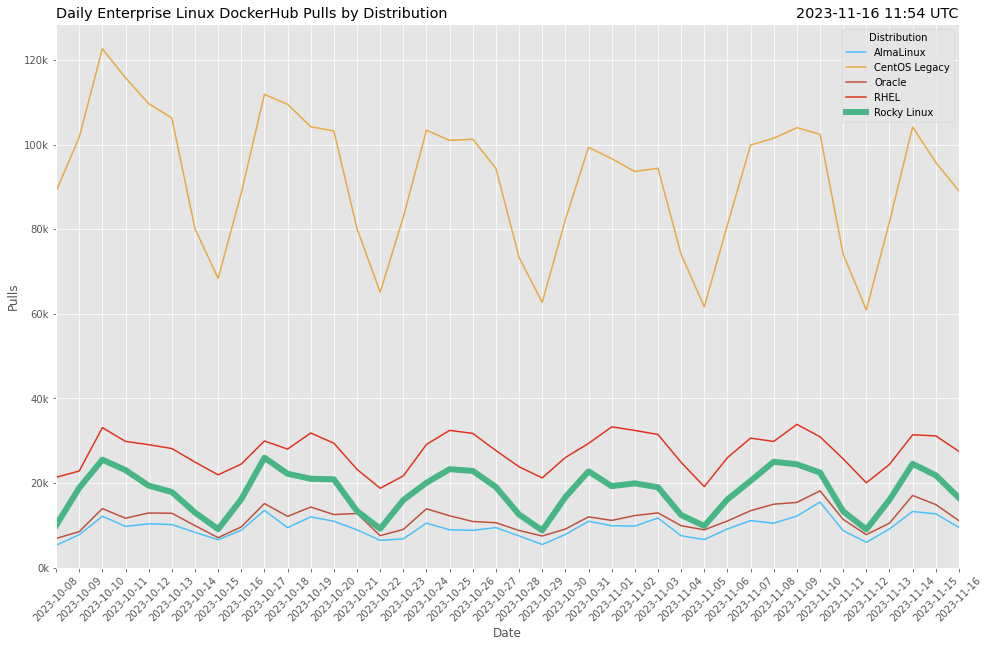 Daily Enterprise Linux DockerHub Pulls by Distribution
2023-11-16 11:54 UTC
Distribution
AlmaLinux
CentOS Legacy
Oracle
RHEL
Rocky Linux
120k
100k
80k
60k
40k
20k
0k
Pulls
2023-10-08
2023-10-09
2023-10-10
2023-10-11
2023-10-12
2023-10-13
2023-10-14
2023-10-15
2023-10-16
2023-10-17
2023-10-18
2023-10-19
2023-10-20
2023-10-21
2023-10-22
2023-10-23
2023-10-24
2023-10-25
2023-10-26
2023-10-27
2023-10-28
2023-10-29
2023-10-30
2023-10-31
2023-11-01
2023-11-02
2023-11-03
2023-11-04
2023-11-05
2023-11-06
2023-11-07
2023-11-08
2023-11-09
2023-11-10
2023-11-11
2023-11-12
2023-11-13
2023-11-14
2023-11-15
2023-11-16
Date